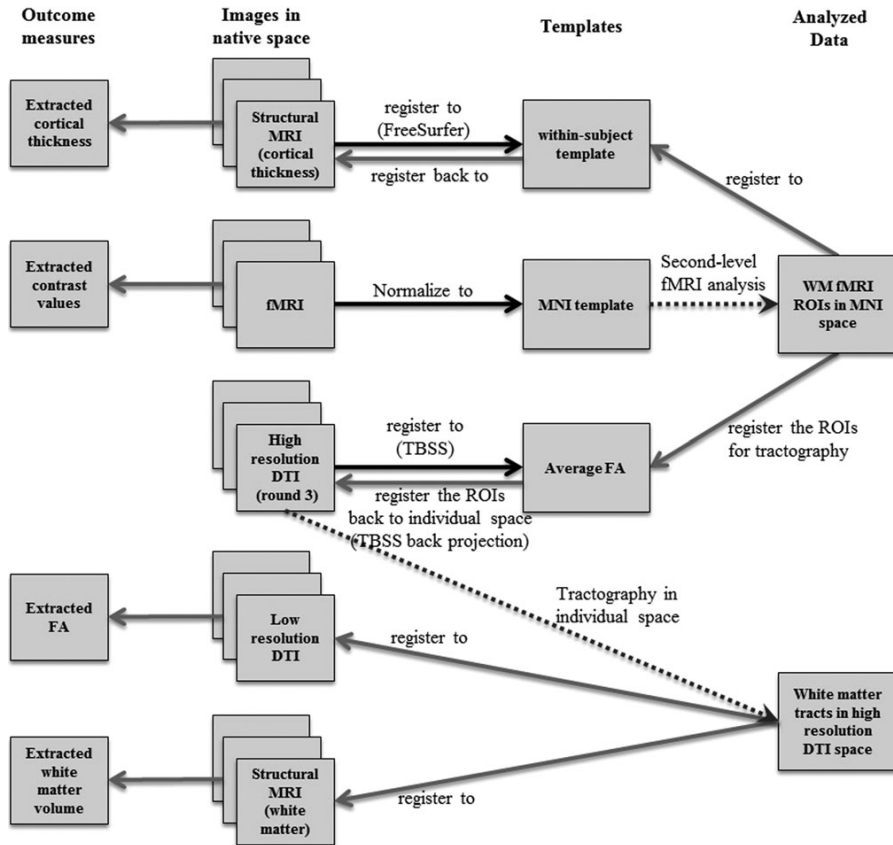 Outcome
measures
Images in
native space
Templates
Analyzed
Data
Extracted
cortical
thickness
Structural
MRI
(cortical
thickness)
register to
(FreeSurfer)
register back to
within-subject
template
register to
Extracted
contrast
values
fMRI
Normalize to
MNI template
Second-level
fMRI analysis
WM fMRI
ROIs in MNI
space
High
resolution
DTI
(round 3)
register to
(TBSS)
register the ROIs
back to individual space
(TBSS back projection)
Average FA
register the ROIs
for tractography
Tractography in
individual space
Extracted
FA
Low
resolution
DTI
register to
White matter
tracts in high
resolution
DTI space
Extracted
white
matter
volume
Structural
MRI
(white
matter)
register to